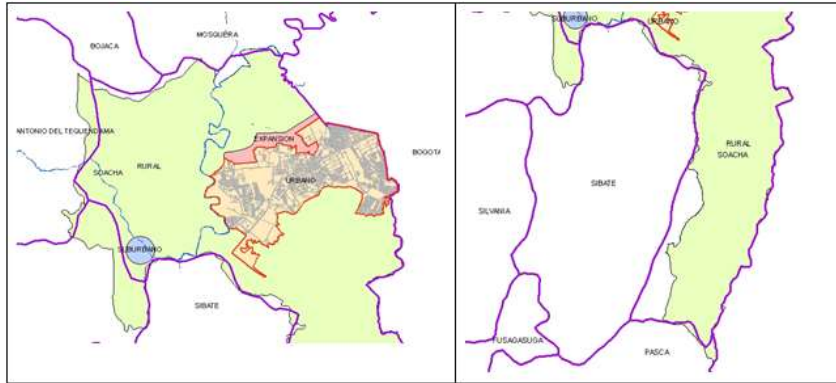 MOSQUERA
BOJACA
ANTONIO DEL TEQUENDAMA
EXPANSION
BOGOTA
SOACHA
RURAL
URBANO
SUBURBANO
SIBATE
SUBURBANO
URBANO
RURAL
SOACHA
SIBATE
SILVANIA
FUSAGASUGA
PASCA